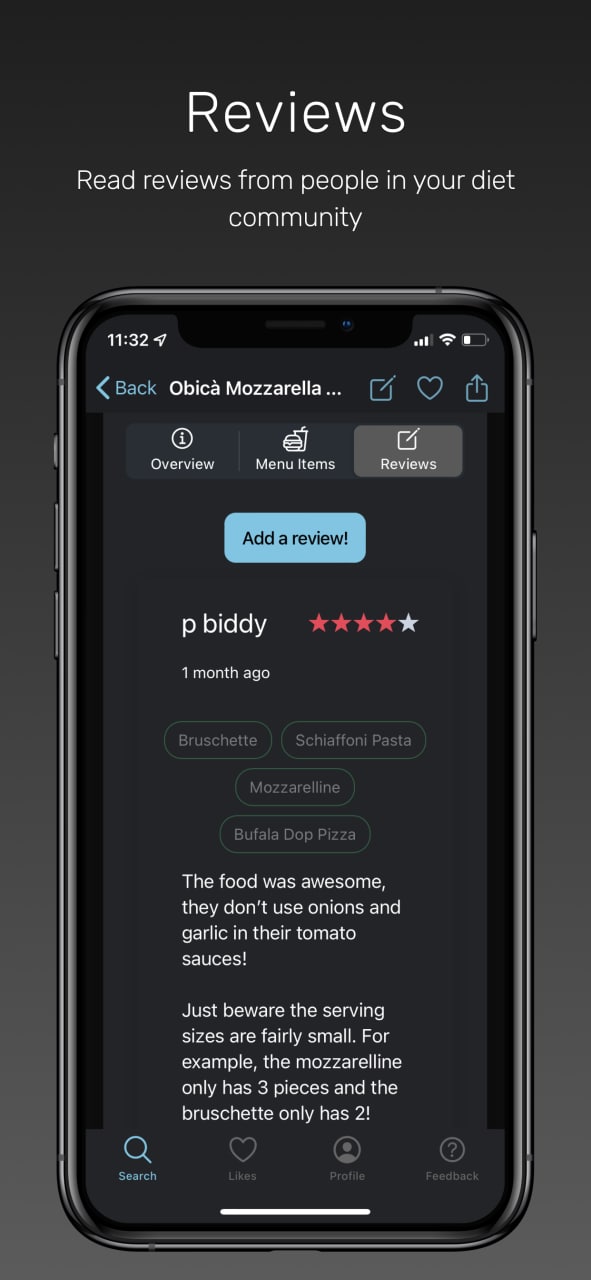 Reviews
Read reviews from people in your diet
community
11:32
Back Obicà Mozzarella ...
Overview Menu Items Reviews
Add a review!
p biddy
1 month ago
Bruschette Schiaffoni Pasta
Mozzarelline
Bufala Dop Pizza
The food was awesome,
they don’t use onions and
garlic in their tomato
sauces!
Just beware the serving
sizes are fairly small. For
example, the mozzarelline
only has 3 pieces and the
bruschette only has 2!
Search Likes Profile Feedback